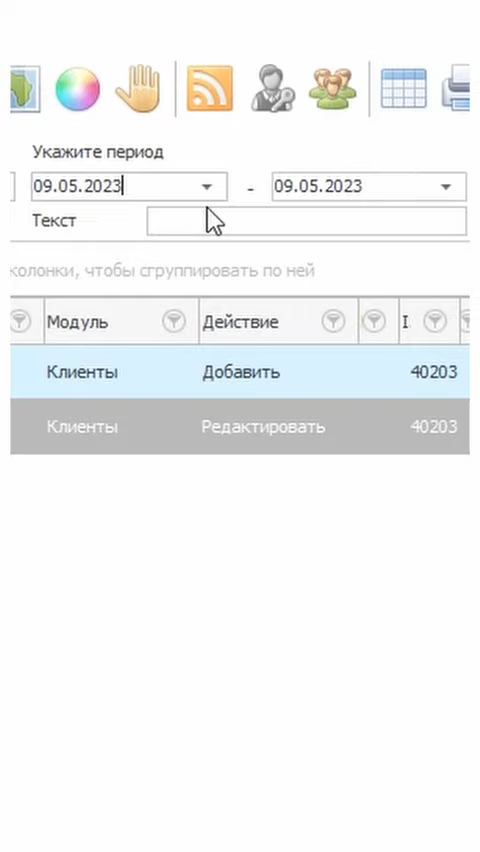 Укажите период
09.05.2023 - 09.05.2023
Текст
колонки, чтобы сгруппировать по ней
Модуль Действие I
Клиенты Добавить 40203
Клиенты Редактировать 40203